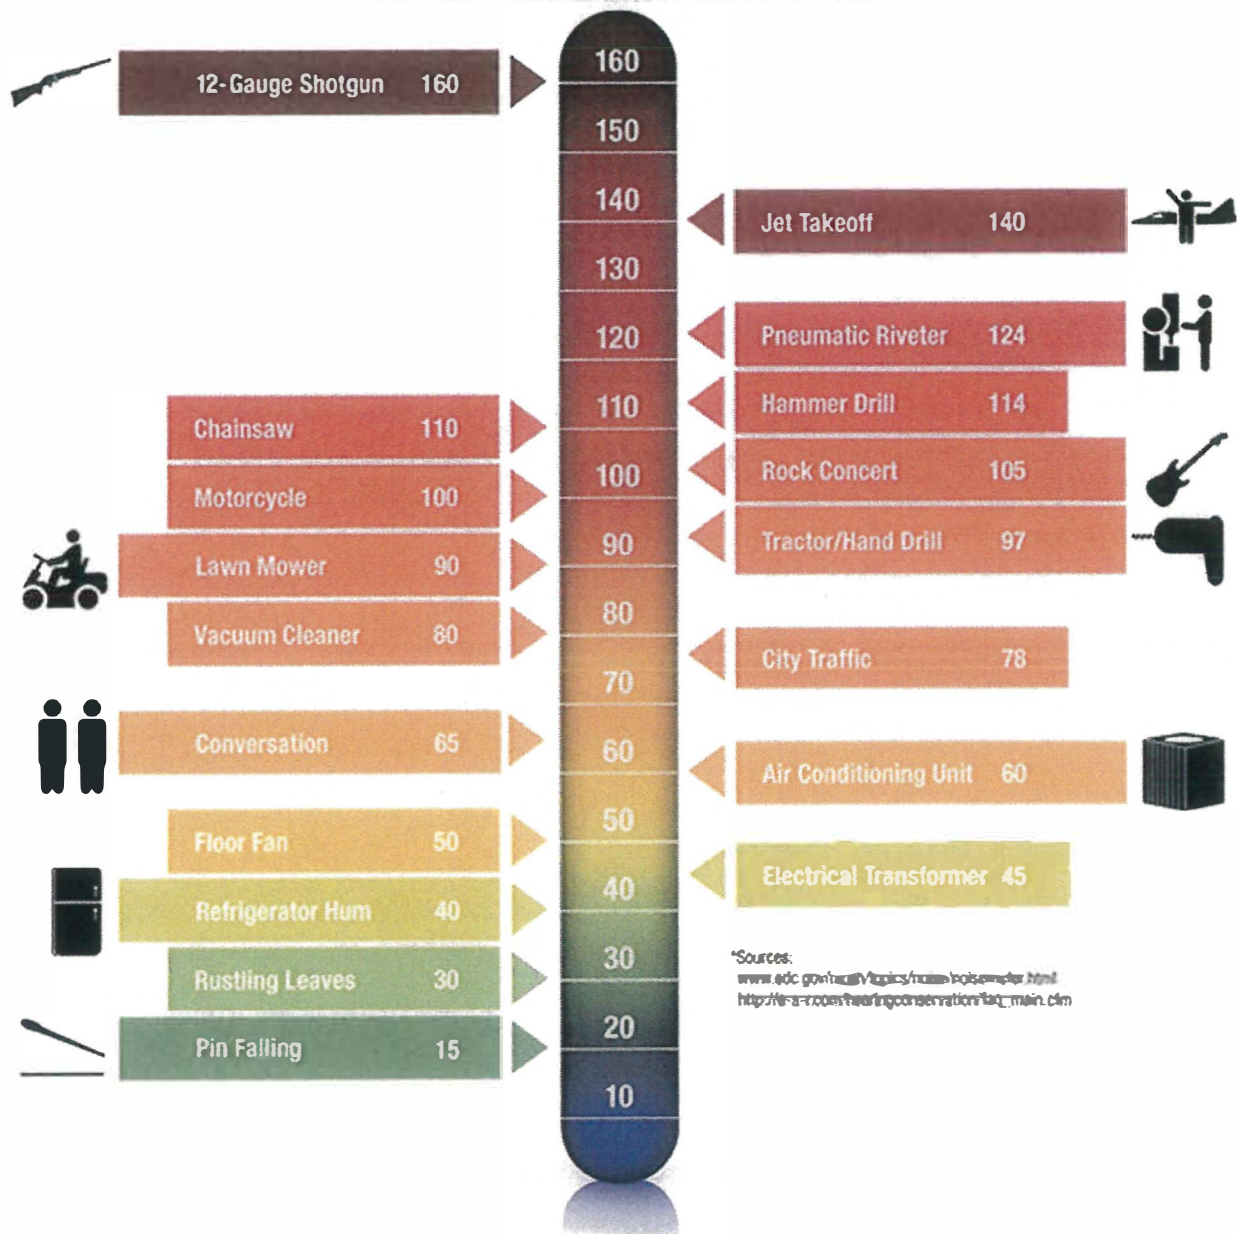 12-Gauge Shotgun 160
Chainsaw 110
Motorcycle 100
Lawn Mower 90
Vacuum Cleaner 80
Conversation 65
Floor Fan 50
Refrigerator Hum 40
Rustling Leaves 30
Pin Falling 15
160
150
140
130
120
110
100
90
80
70
60
50
40
30
20
10
Jet Takeoff 140
Pneumatic Riveter 124
Hammer Drill 114
Rock Concert 105
Tractor/Hand Drill 97
City Traffic 78
Air Conditioning Unit 60
Electrical Transformer 45
*Sources: